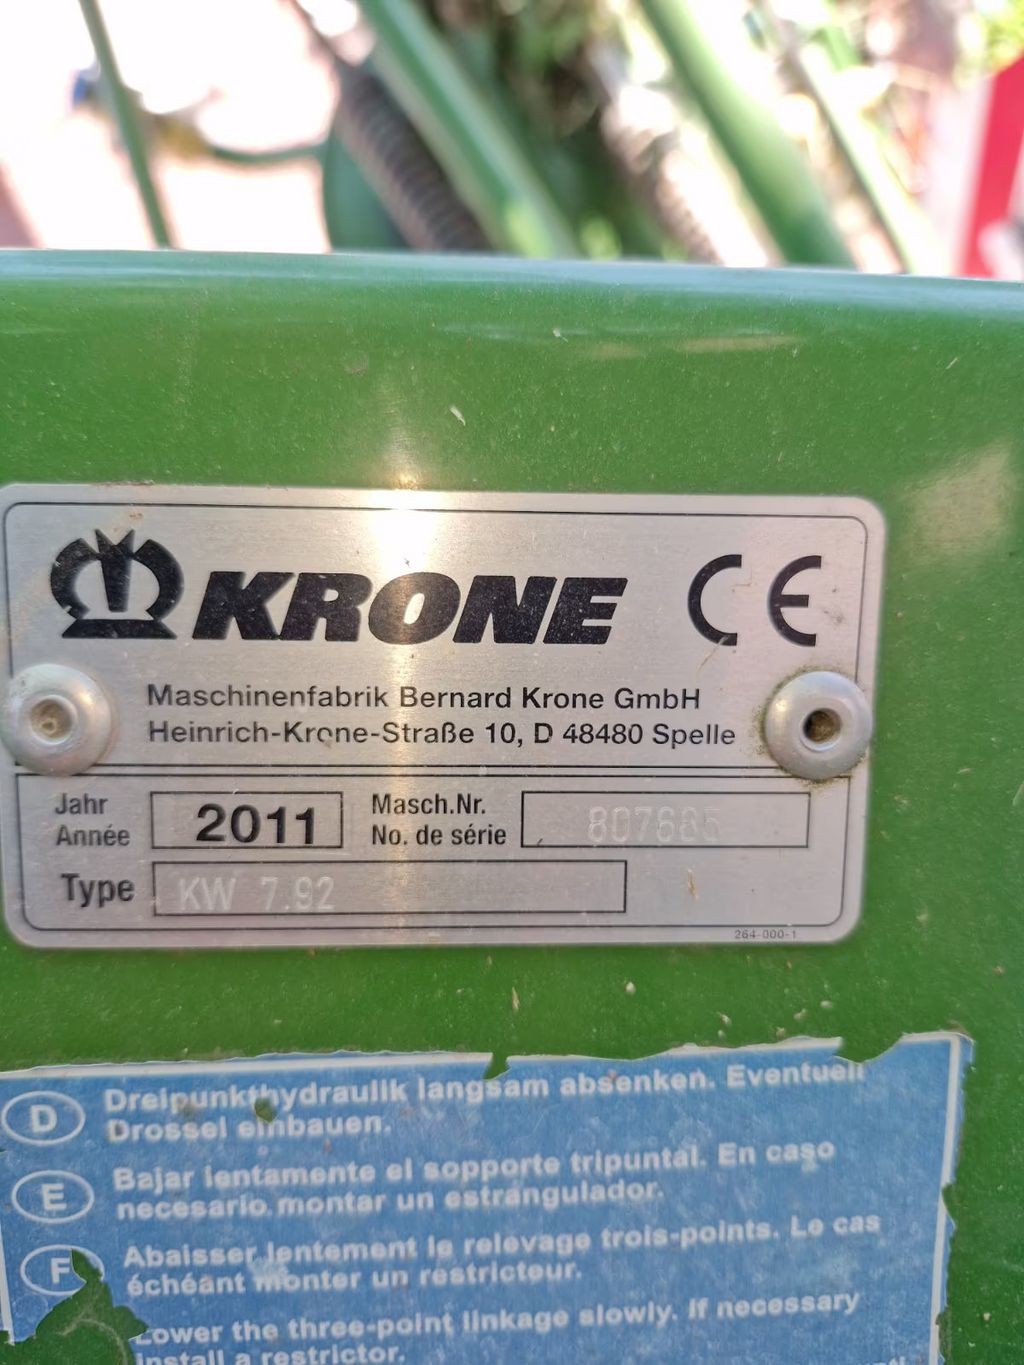 KRONE CE
Maschinenfabrik Bernard Krone GmbH
Heinrich-Krone-Straße 10, D 48480 Spelle
Jahr
Année
2011
Masch.Nr.
No. de série
807685
Type
KW 7.92
264-000-1
D
Dreipunkthydraulik langsam absenken. Eventuell
Drossel einbauen.
E
Bajar lentamente el sopporte tripuntal. En caso
necesario montar un estrangulador.
F
Abaisser lentement le relevage trois-points. Le cas
échéant monter un restricteur.
Lower the three-point linkage slowly. If necessary
install a restrictor.